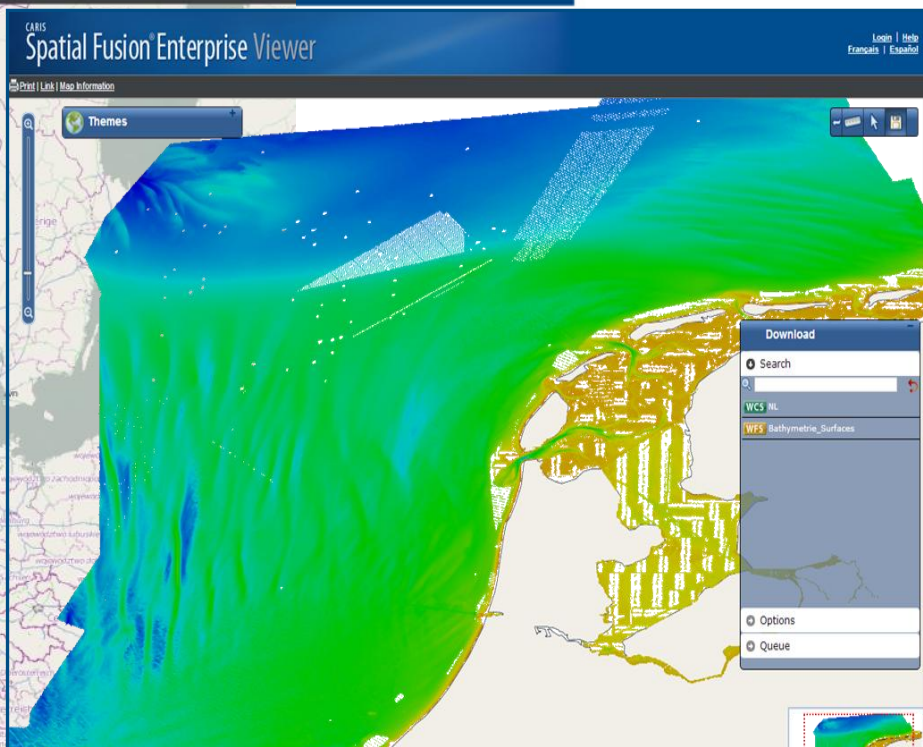 CARIS
Spatial Fusion® Enterprise Viewer
Login | Help
Français | Español
Print | Link | Map Information
Themes
Download
Search
WCS NL
WFS Bathymetrie_Surfaces
Options
Queue